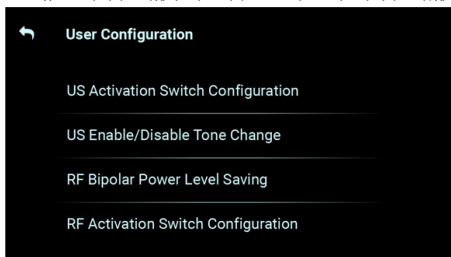 User Configuration
US Activation Switch Configuration
US Enable/Disable Tone Change
RF Bipolar Power Level Saving
RF Activation Switch Configuration